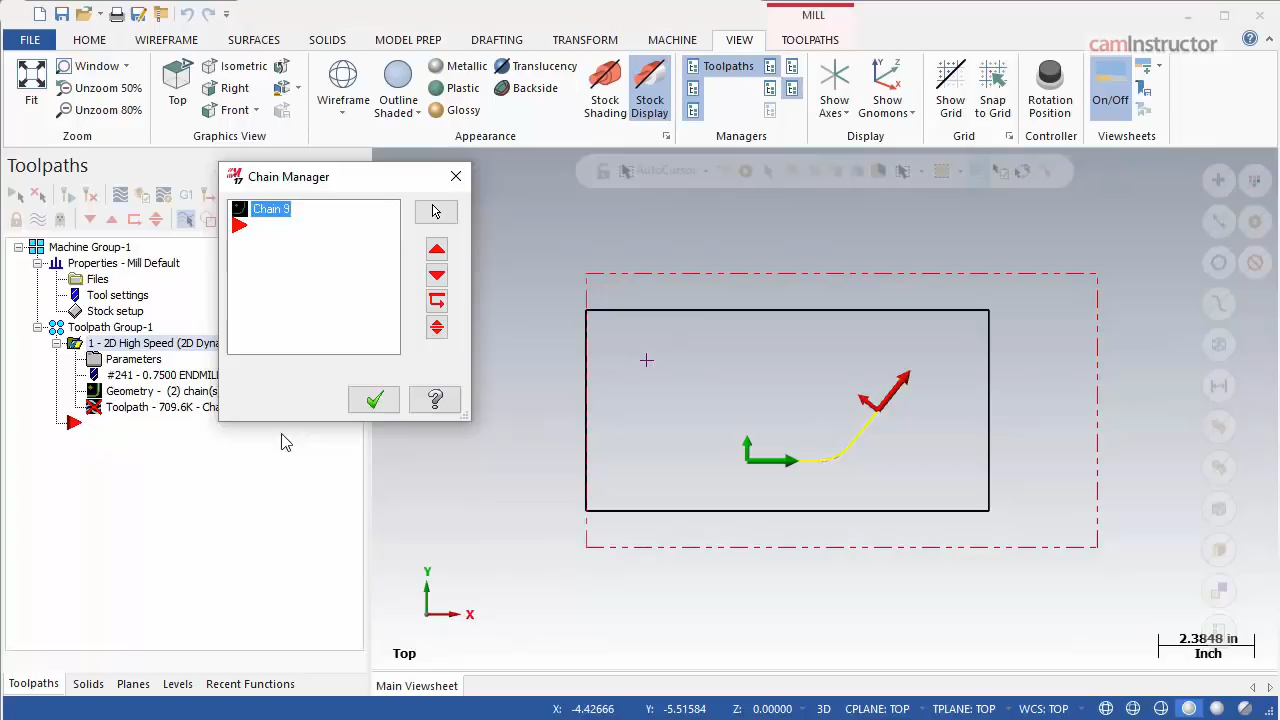 MILL
FILE HOME WIREFRAME SURFACES SOLIDS MODEL PREP DRAFTING TRANSFORM MACHINE VIEW TOOLPATHS
camInstructor
Window
Unzoom 50%
Unzoom 80%
Fit
Zoom
Top
Isometric
Right
Front
Graphics View
Wireframe
Outline
Shaded
Metallic
Plastic
Glossy
Translucency
Backside
Stock
Shading
Stock
Display
Appearance
Toolpaths
Managers
Show
Axes
Show
Gnomons
Display
Show
Grid
Snap
to Grid
Grid
Rotation
Position
Controller
On/Off
Viewsheets
Toolpaths
G1
Machine Group-1
Properties - Mill Default
Files
Tool settings
Stock setup
Toolpath Group-1
1 - 2D High Speed (2D Dyna
Parameters
#241 - 0.7500 ENDMILL
Geometry - (2) chain(s
Toolpath - 709.6K - Cha
17
Chain Manager
Chain 9
AutoCursor
Y
X
Top
2.3848 in
Inch
Toolpaths Solids Planes Levels Recent Functions
Main Viewsheet
X: -4.42666 Y: -5.51584 Z: 0.00000 3D CPLANE: TOP TPLANE: TOP WCS: TOP